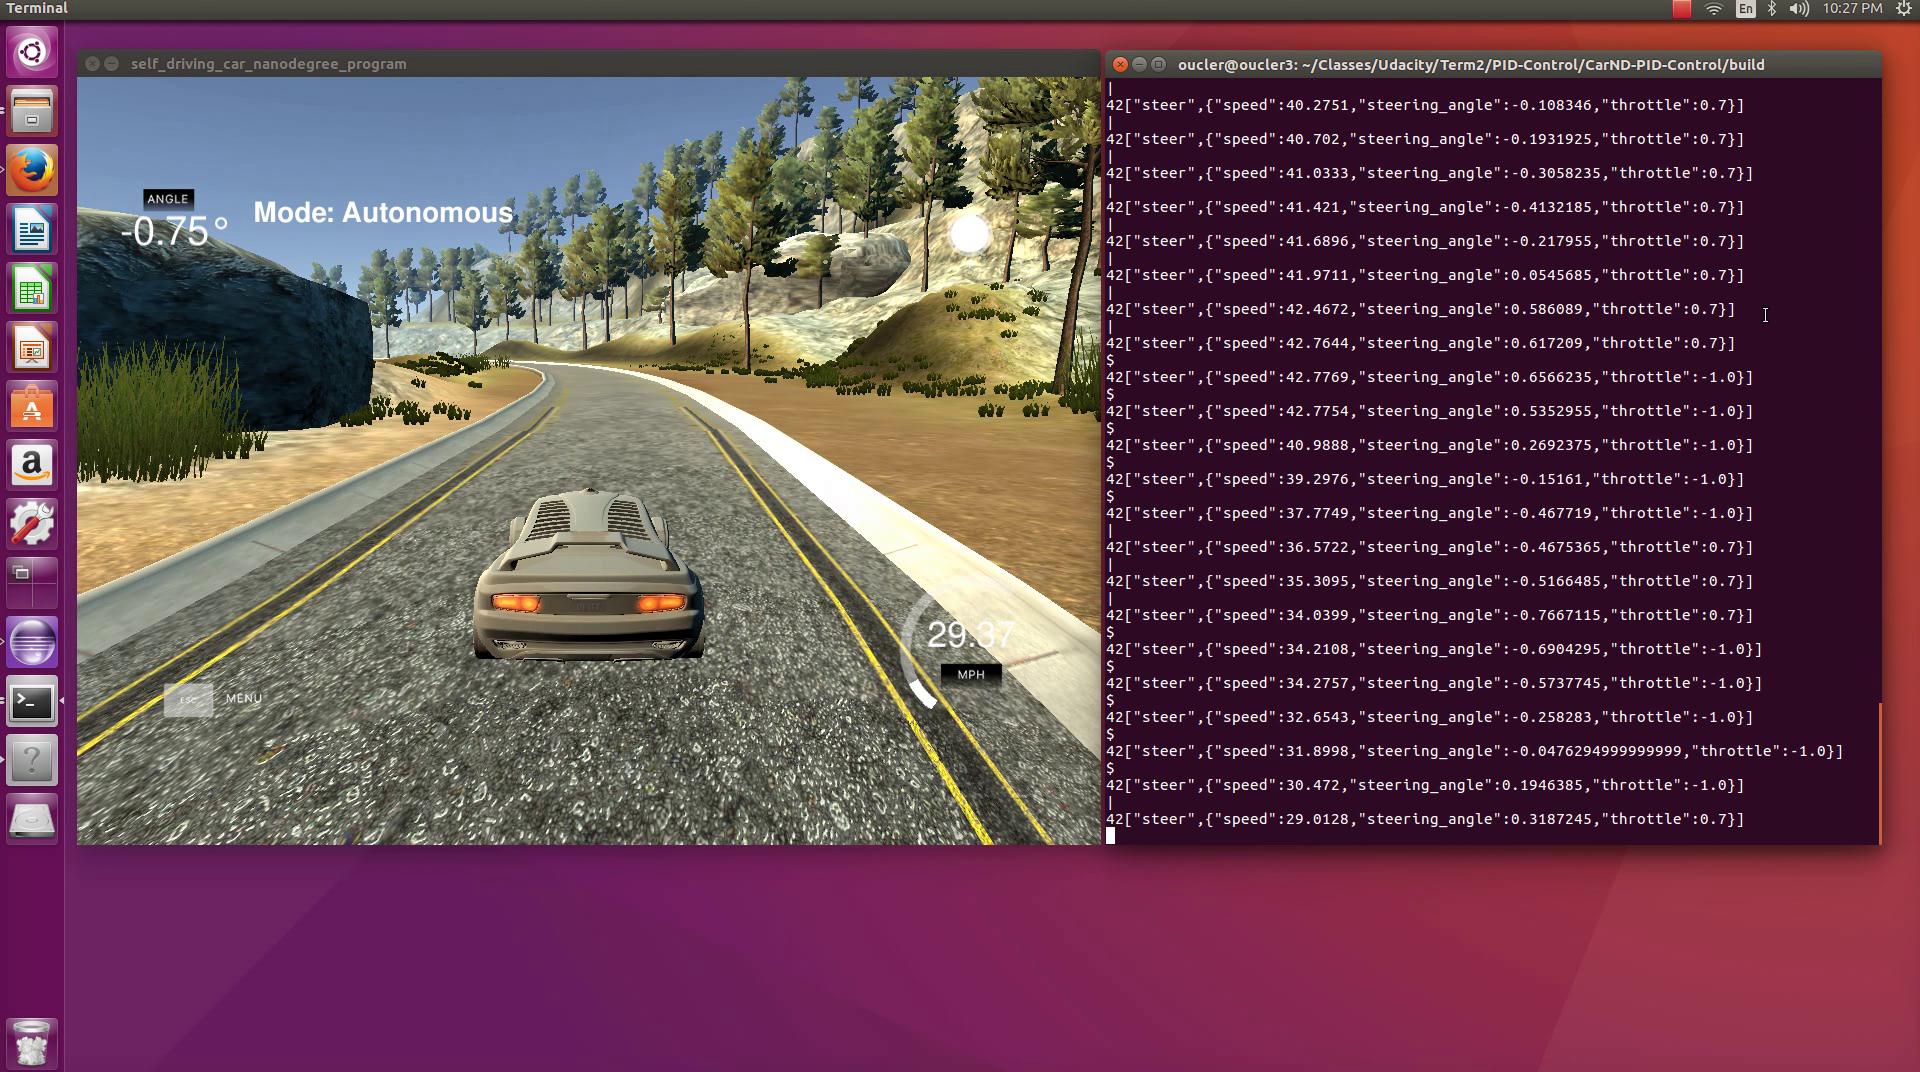 Terminal
En
10:27 PM
self_driving_car_nanodegree_program
ANGLE
-0.75°
Mode: Autonomous
29.37
MPH
ESC
MENU
a
oucler@oucler3: ~/Classes/Udacity/Term2/PID-Control/CarND-PID-Control/build
|
42["steer",{"speed":40.2751,"steering_angle":-0.108346,"throttle":0.7}]
|
42["steer",{"speed":40.702,"steering_angle":-0.1931925,"throttle":0.7}]
|
42["steer",{"speed":41.0333,"steering_angle":-0.3058235,"throttle":0.7}]
|
42["steer",{"speed":41.421,"steering_angle":-0.4132185,"throttle":0.7}]
|
42["steer",{"speed":41.6896,"steering_angle":-0.217955,"throttle":0.7}]
|
42["steer",{"speed":41.9711,"steering_angle":0.0545685,"throttle":0.7}]
|
42["steer",{"speed":42.4672,"steering_angle":0.586089,"throttle":0.7}]
|
42["steer",{"speed":42.7644,"steering_angle":0.617209,"throttle":0.7}]
$
42["steer",{"speed":42.7769,"steering_angle":0.6566235,"throttle":-1.0}]
$
42["steer",{"speed":42.7754,"steering_angle":0.5352955,"throttle":-1.0}]
$
42["steer",{"speed":40.9888,"steering_angle":0.2692375,"throttle":-1.0}]
$
42["steer",{"speed":39.2976,"steering_angle":-0.15161,"throttle":-1.0}]
$
42["steer",{"speed":37.7749,"steering_angle":-0.467719,"throttle":-1.0}]
|
42["steer",{"speed":36.5722,"steering_angle":-0.4675365,"throttle":0.7}]
|
42["steer",{"speed":35.3095,"steering_angle":-0.5166485,"throttle":0.7}]
|
42["steer",{"speed":34.0399,"steering_angle":-0.7667115,"throttle":0.7}]
$
42["steer",{"speed":34.2108,"steering_angle":-0.6904295,"throttle":-1.0}]
$
42["steer",{"speed":34.2757,"steering_angle":-0.5737745,"throttle":-1.0}]
$
42["steer",{"speed":32.6543,"steering_angle":-0.258283,"throttle":-1.0}]
$
42["steer",{"speed":31.8998,"steering_angle":-0.0476294999999999,"throttle":-1.0}]
$
42["steer",{"speed":30.472,"steering_angle":0.1946385,"throttle":-1.0}]
|
42["steer",{"speed":29.0128,"steering_angle":0.3187245,"throttle":0.7}]